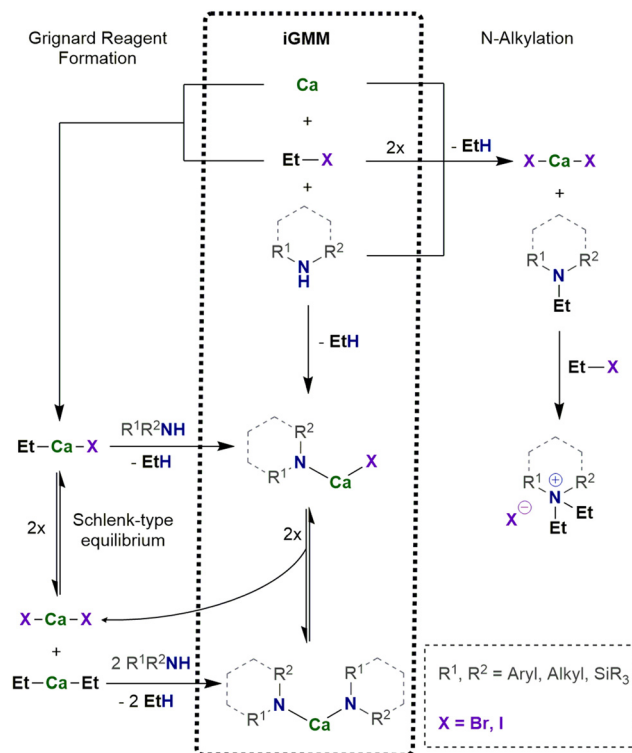 Grignard Reagent
Formation
iGMM
N-Alkylation
Ca
+
Et X
2x
- EtH
X Ca X
+
+
R¹ R²
N
H
R¹ R²
N
Et
- EtH
Et X
Et Ca X
R¹R²NH
- EtH
R²
N
R¹
X
Ca
R¹ R²
N ⊕
X ⊖
Et
Et
2x
Schlenk-type
equilibrium
2x
X Ca X
+
Et Ca Et
2 R¹R²NH
- 2 EtH
R² R¹
N N
R¹ R²
Ca
R¹, R² = Aryl, Alkyl, SiR₃
X = Br, I